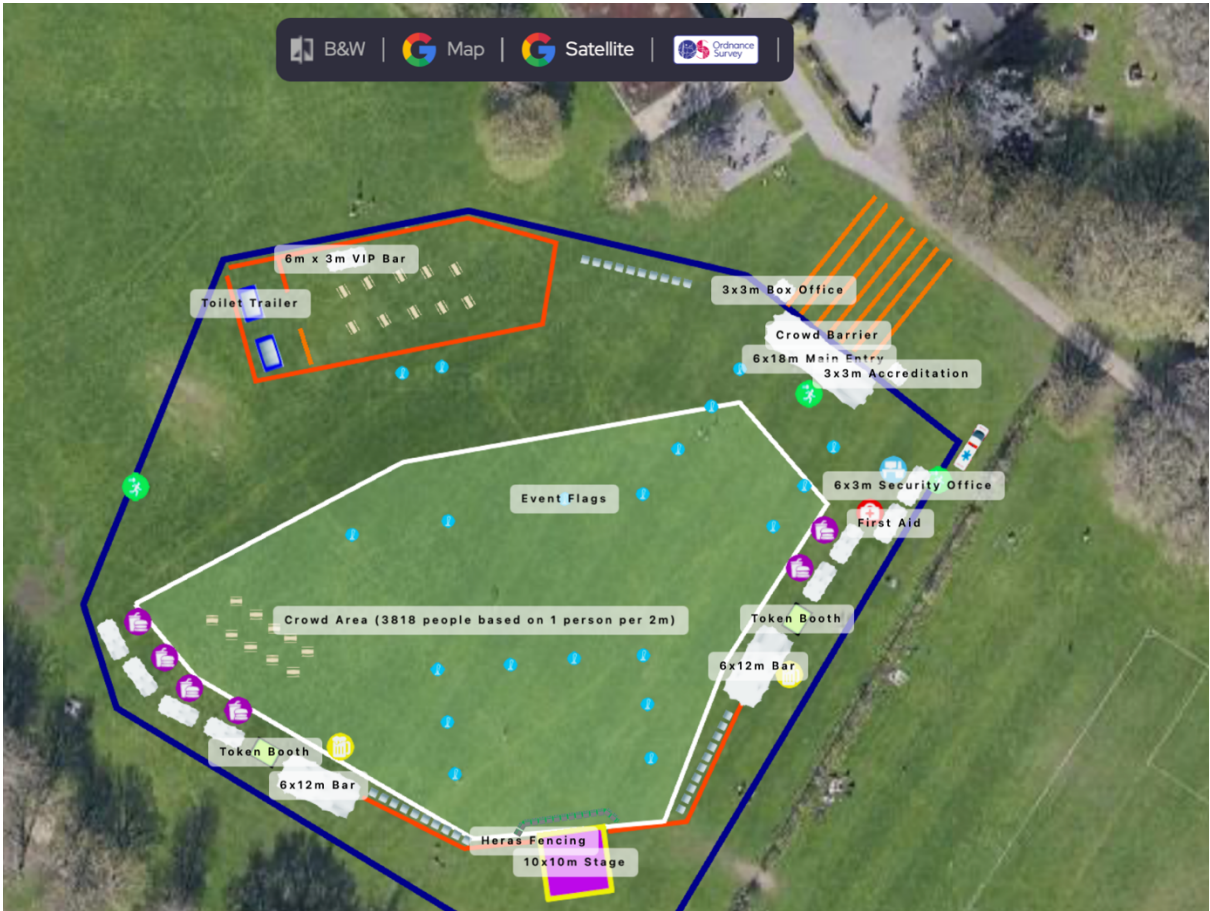 B&W
Map
Satellite
Ordnance
Survey
6m x 3m VIP Bar
Toilet Trailer
3x3m Box Office
Crowd Barrier
6x18m Main Entry
3x3m Accreditation
6x3m Security Office
Event Flags
First Aid
Crowd Area (3818 people based on 1 person per 2m)
Token Booth
6x12m Bar
Token Booth
6x12m Bar
Heras Fencing
10x10m Stage